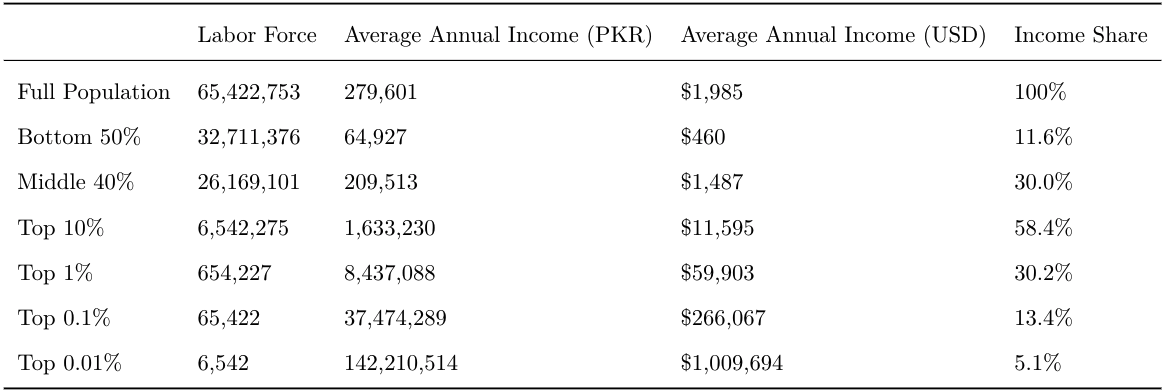 Labor Force Average Annual Income (PKR) Average Annual Income (USD) Income Share
Full Population 65,422,753 279,601 $1,985 100%
Bottom 50% 32,711,376 64,927 $460 11.6%
Middle 40% 26,169,101 209,513 $1,487 30.0%
Top 10% 6,542,275 1,633,230 $11,595 58.4%
Top 1% 654,227 8,437,088 $59,903 30.2%
Top 0.1% 65,422 37,474,289 $266,067 13.4%
Top 0.01% 6,542 142,210,514 $1,009,694 5.1%